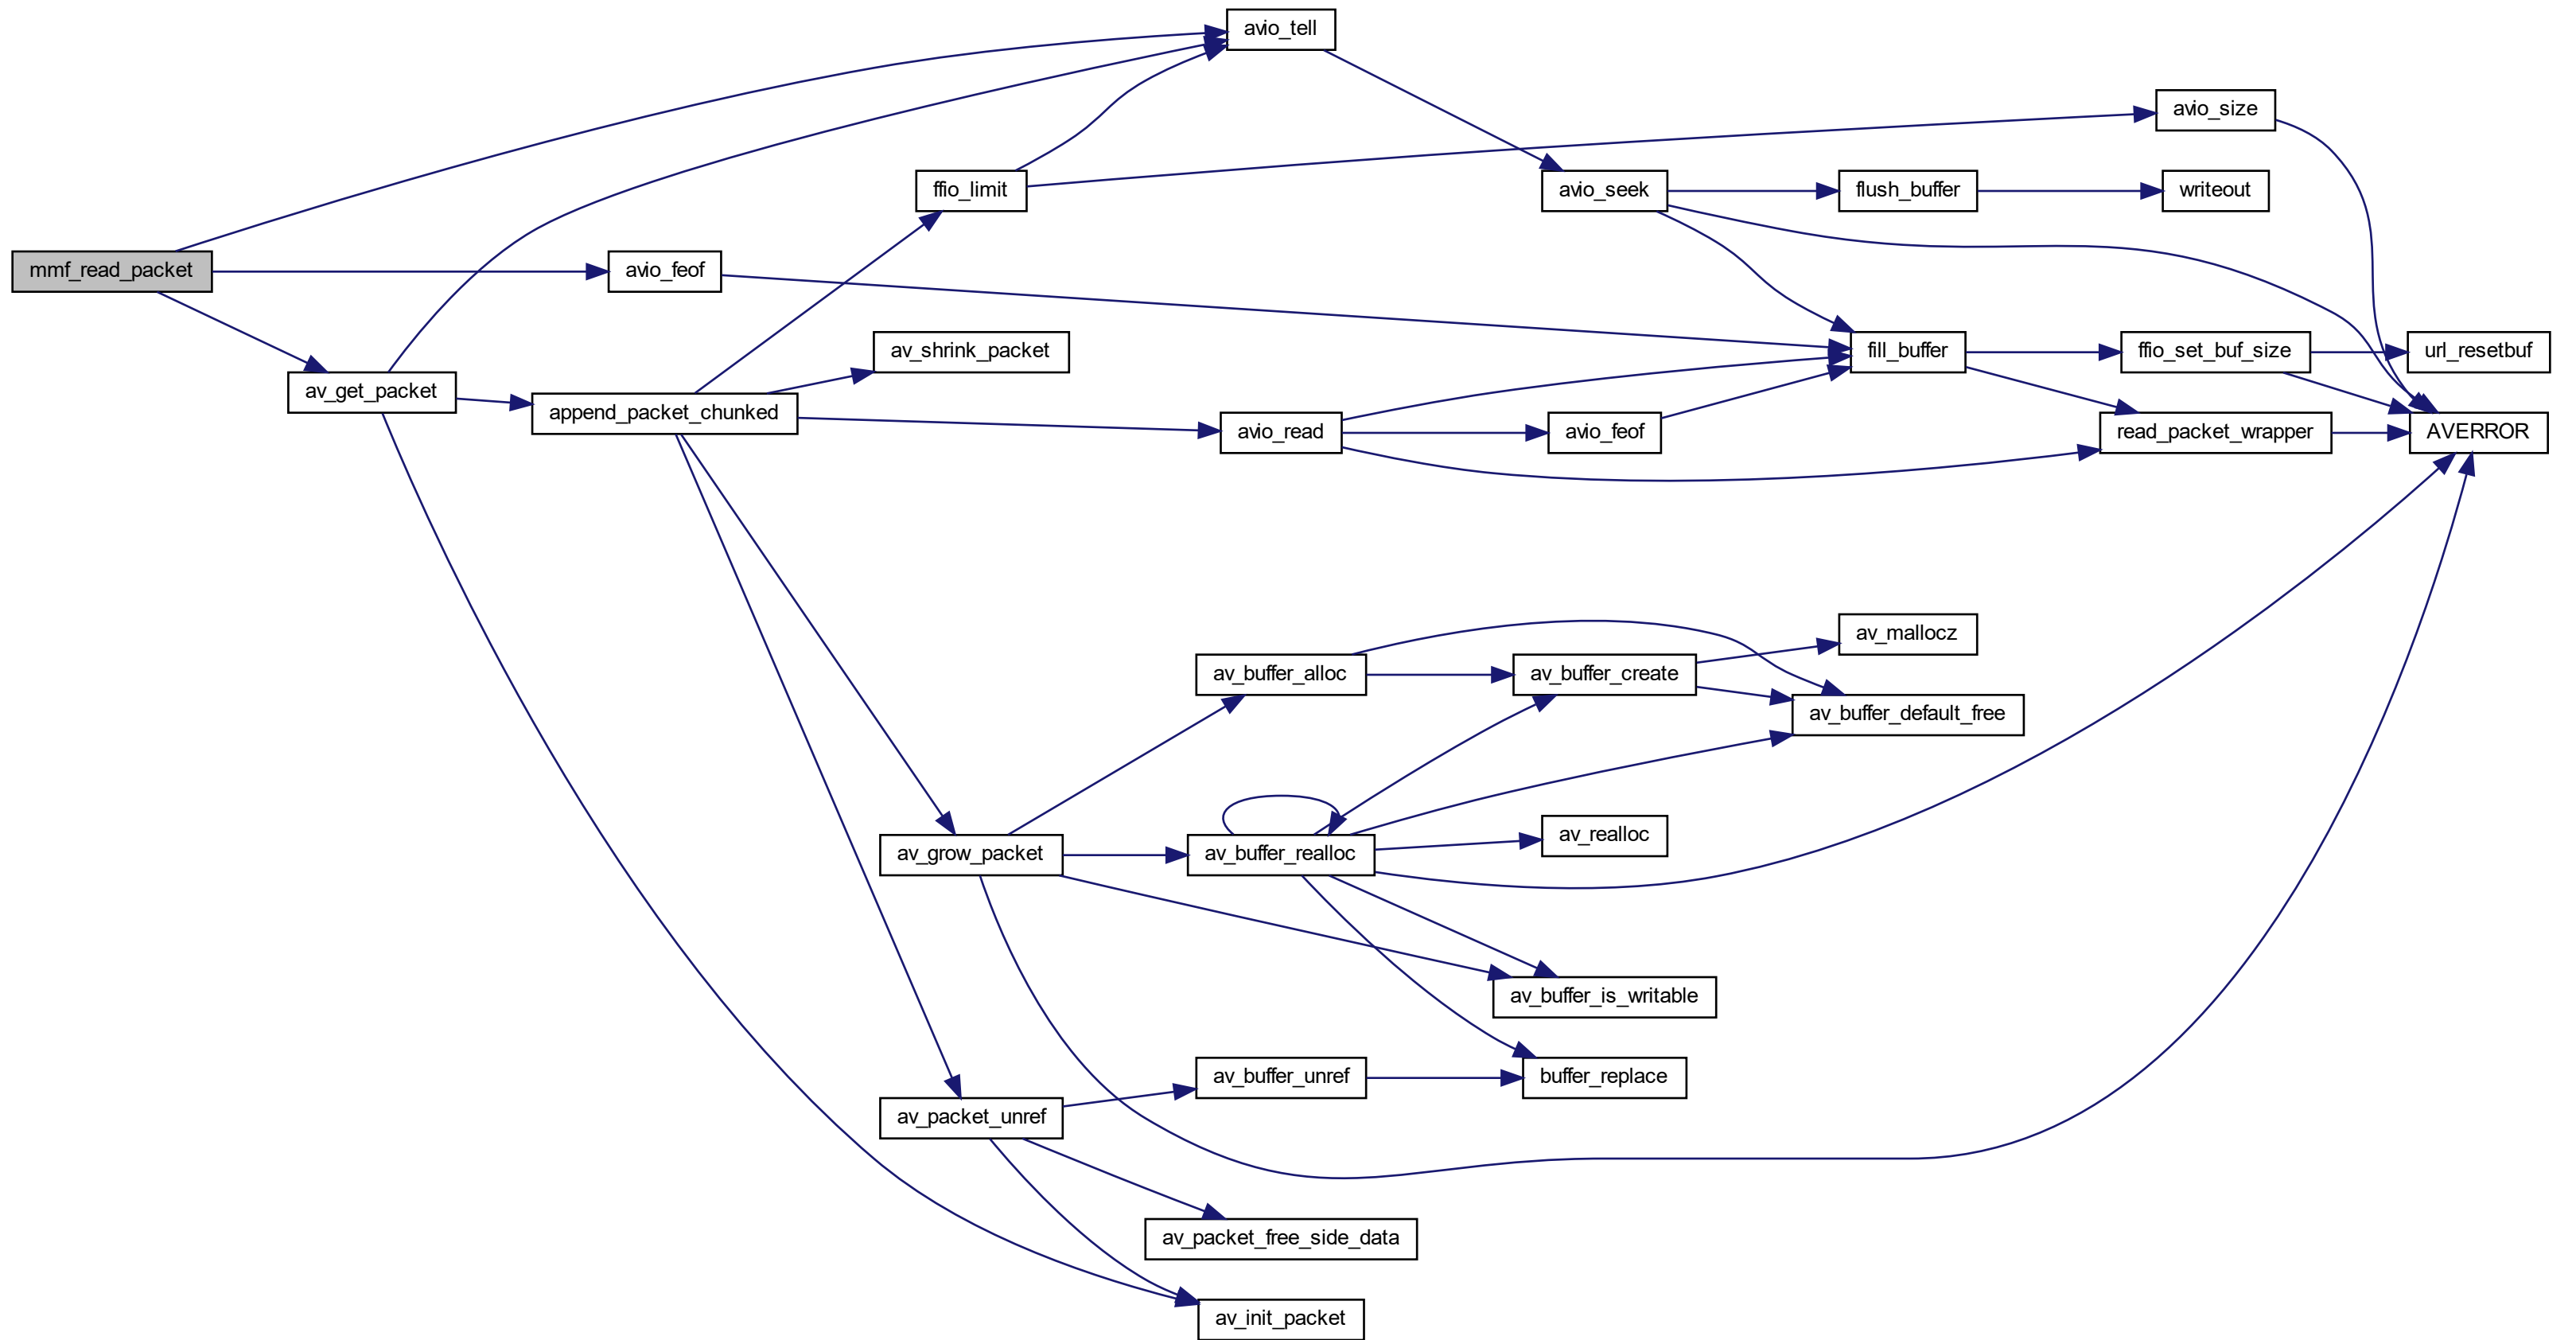 avio_tell
avio_size
ffio_limit
avio_seek
flush_buffer
writeout
mmf_read_packet
avio_feof
av_shrink_packet
fill_buffer
ffio_set_buf_size
url_resetbuf
av_get_packet
append_packet_chunked
avio_read
avio_feof
read_packet_wrapper
AVERROR
av_mallocz
av_buffer_alloc
av_buffer_create
av_buffer_default_free
av_realloc
av_grow_packet
av_buffer_realloc
av_buffer_is_writable
av_buffer_unref
buffer_replace
av_packet_unref
av_packet_free_side_data
av_init_packet